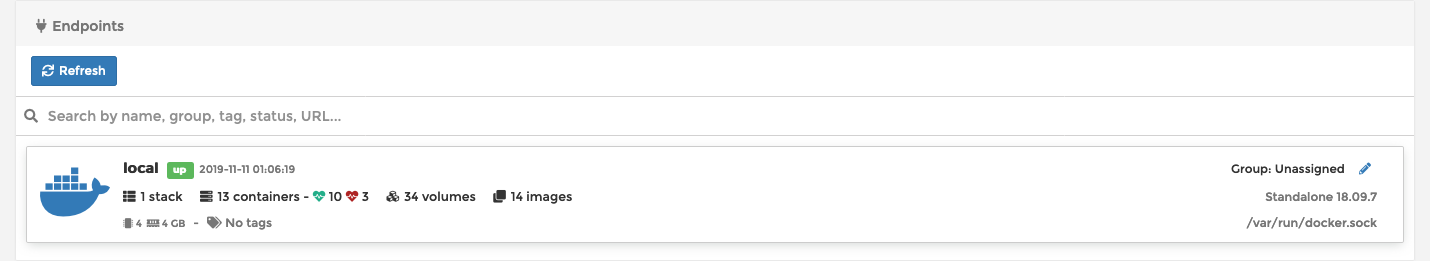 Endpoints
Refresh
Search by name, group, tag, status, URL...
local up 2019-11-11 01:06:19 Group: Unassigned
1 stack 13 containers - 10 3 34 volumes 14 images Standalone 18.09.7
4 4 GB - No tags /var/run/docker.sock